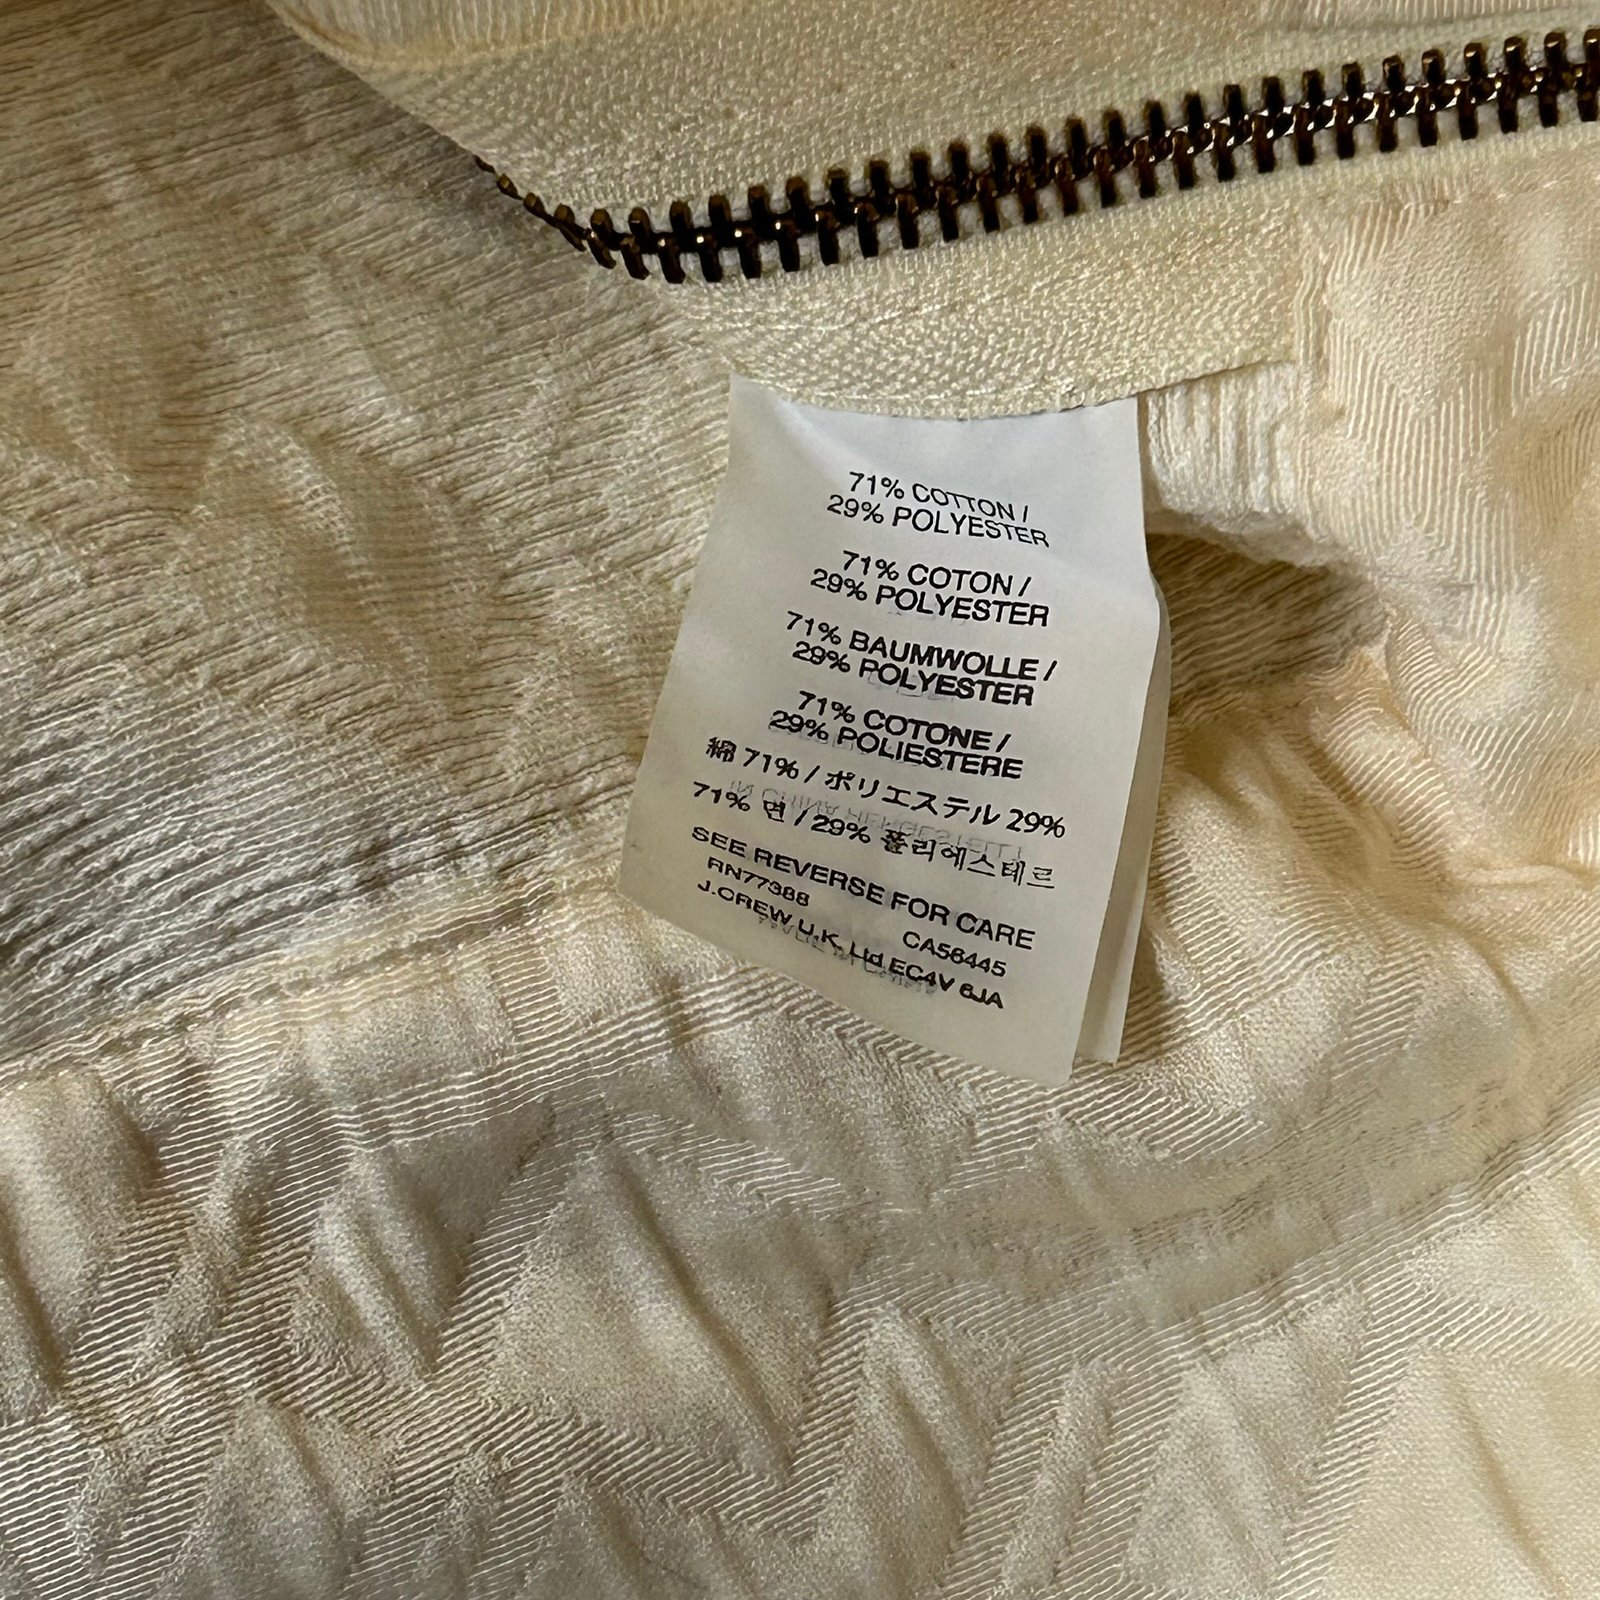 71% COTTON /
29% POLYESTER
71% COTON /
29% POLYESTER
71% BAUMWOLLE /
29% POLYESTER
71% COTONE /
29% POLIESTERE
綿 71% / ポリエステル 29%
71% 면 / 29% 폴리에스테르
SEE REVERSE FOR CARE
RN77388 CA56445
J.CREW U.K. Ltd EC4V 6JA